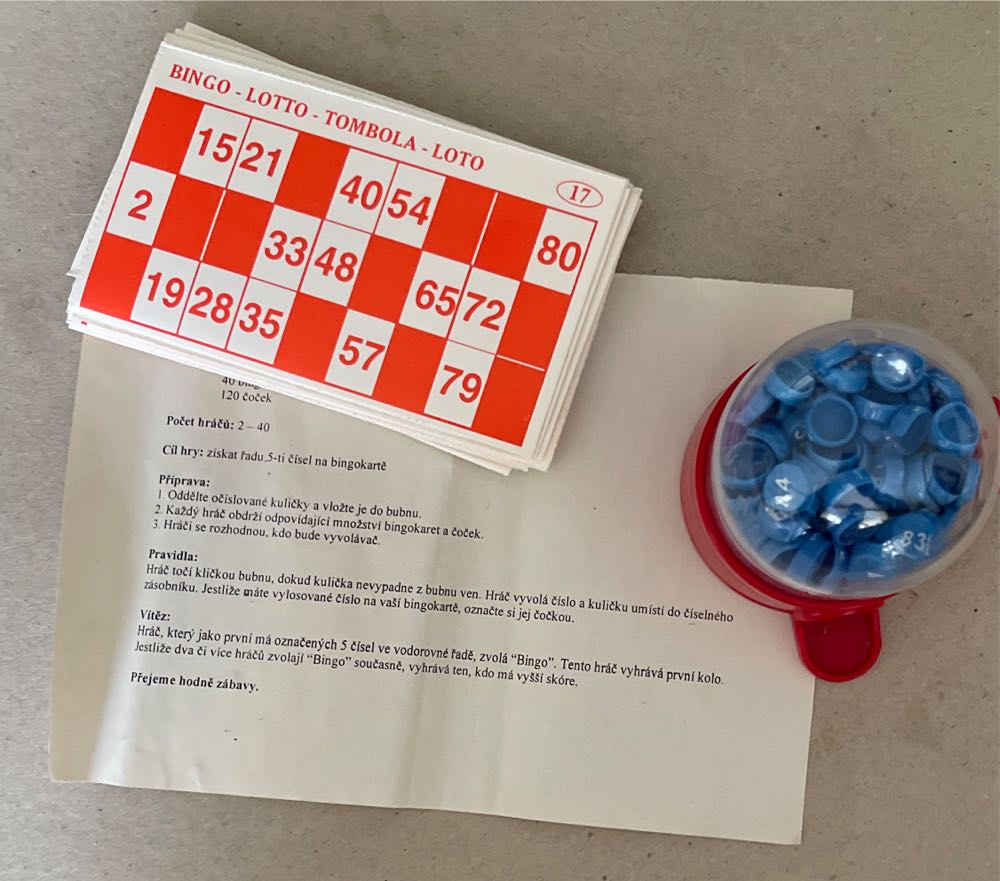 BINGO - LOTTO - TOMBOLA - LOTO
17
15 21 40 54 80
2 33 48 65 72
19 28 35 57 79
40
120 čoček
Počet hráčů: 2 – 40
Cíl hry: získat řadu 5-ti čísel na bingokartě
Příprava:
1. Oddělte očislované kuličky a vložte je do bubnu.
2. Každý hráč obdrží odpovídající množství bingokaret a čoček.
3. Hráči se rozhodnou, kdo bude vyvolávač.
Pravidla:
Hráč točí kličkou bubnu, dokud kulička nevypadne z bubnu ven. Hráč vyvolá číslo a kuličku umístí do číselného
zásobníku. Jestliže máte vylosované číslo na vaší bingokartě, označte si jej čočkou.
Vítěz:
Hráč, který jako první má označených 5 čísel ve vodorovné řadě, zvolá “Bingo”. Tento hráč vyhrává první kolo.
Jestliže dva či více hráčů zvolají “Bingo” současně, vyhrává ten, kdo má vyšší skóre.
Přejeme hodně zábavy.
83